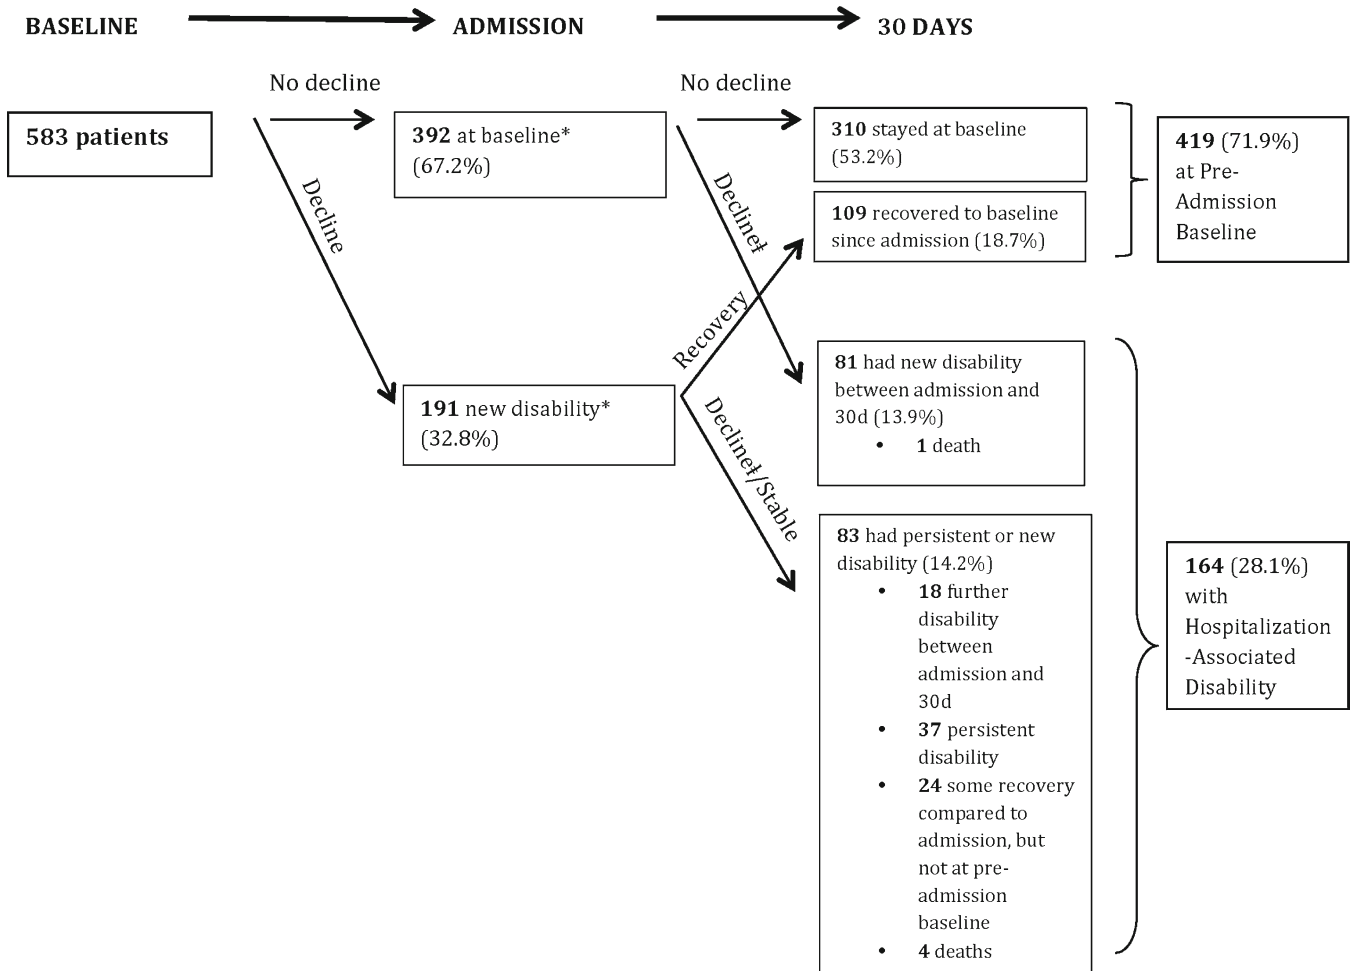 BASELINE
ADMISSION
30 DAYS
No decline
No decline
583 patients
392 at baseline*
(67.2%)
310 stayed at baseline
(53.2%)
419 (71.9%)
at Pre-
Admission
Baseline
Decline
Decline‡
109 recovered to baseline
since admission (18.7%)
Recovery
81 had new disability
between admission and
30d (13.9%)
• 1 death
191 new disability*
(32.8%)
Decline‡/Stable
83 had persistent or new
disability (14.2%)
• 18 further
disability
between
admission and
30d
• 37 persistent
disability
• 24 some recovery
compared to
admission, but
not at pre-
admission
baseline
• 4 deaths
164 (28.1%)
with
Hospitalization
-Associated
Disability